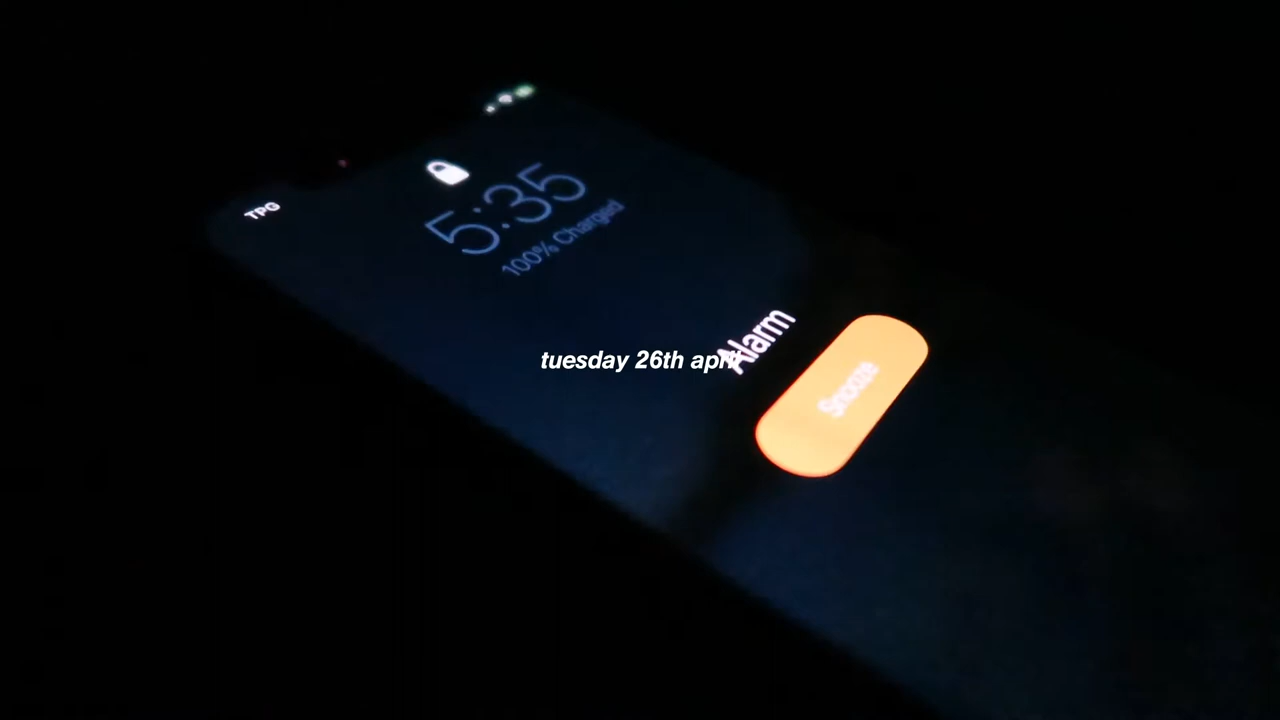 TPG
5:35
100% Charged
Alarm
tuesday 26th april
Snooze